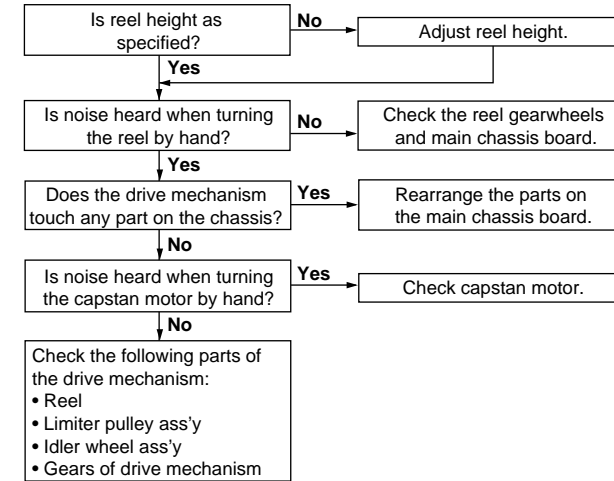 Is reel height as
specified?
No
Adjust reel height.
Yes
Is noise heard when turning
the reel by hand?
No
Check the reel gearwheels
and main chassis board.
Yes
Does the drive mechanism
touch any part on the chassis?
Yes
Rearrange the parts on
the main chassis board.
No
Is noise heard when turning
the capstan motor by hand?
Yes
Check capstan motor.
No
Check the following parts of
the drive mechanism:
• Reel
• Limiter pulley ass’y
• Idler wheel ass’y
• Gears of drive mechanism